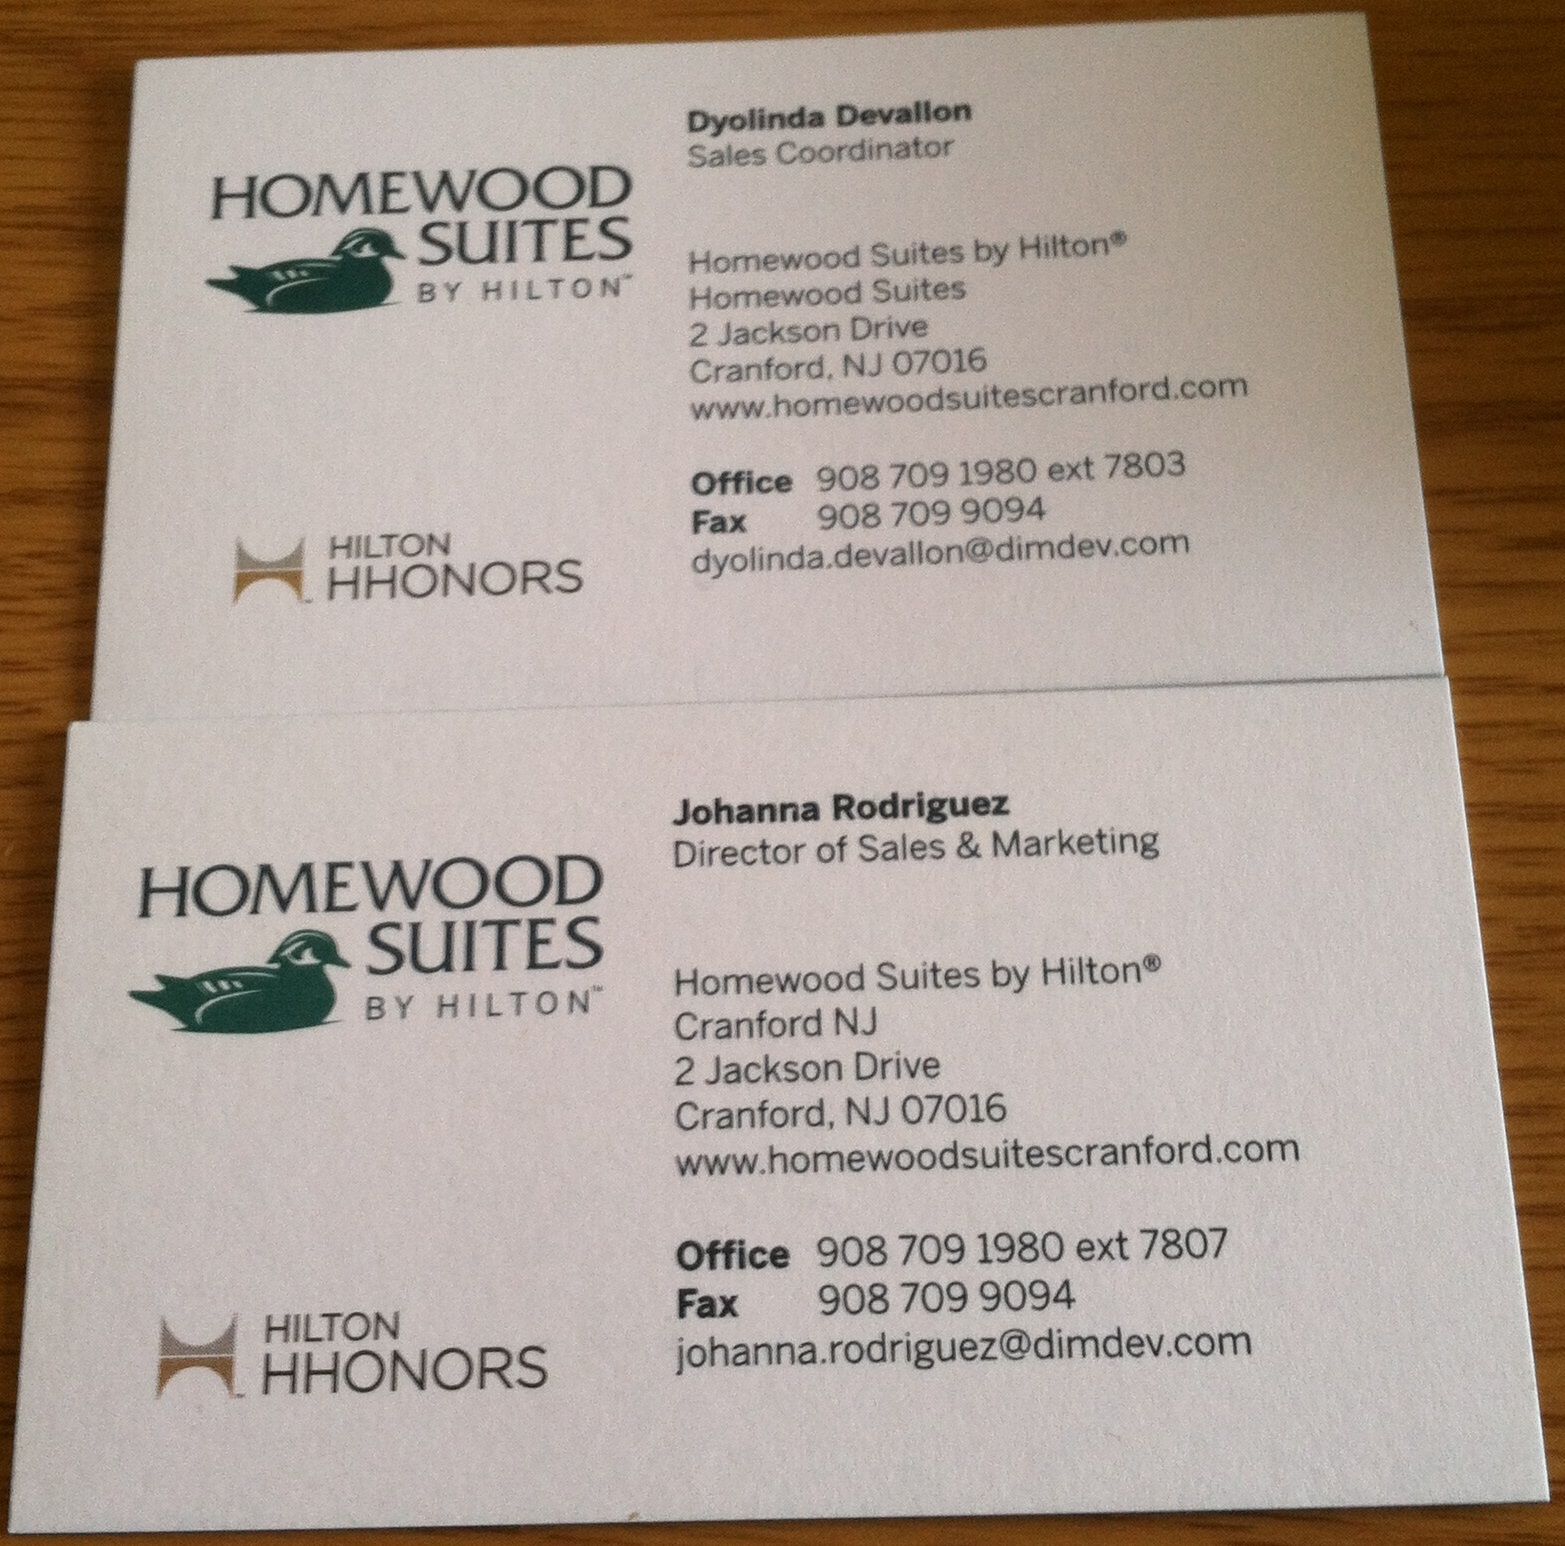 HOMEWOOD
SUITES
BY HILTON™
HILTON
HHONORS™
Dyolinda Devallon
Sales Coordinator
Homewood Suites by Hilton®
Homewood Suites
2 Jackson Drive
Cranford, NJ 07016
www.homewoodsuitescranford.com
Office 908 709 1980 ext 7803
Fax 908 709 9094
dyolinda.devallon@dimdev.com
HOMEWOOD
SUITES
BY HILTON™
HILTON
HHONORS™
Johanna Rodriguez
Director of Sales & Marketing
Homewood Suites by Hilton®
Cranford NJ
2 Jackson Drive
Cranford, NJ 07016
www.homewoodsuitescranford.com
Office 908 709 1980 ext 7807
Fax 908 709 9094
johanna.rodriguez@dimdev.com